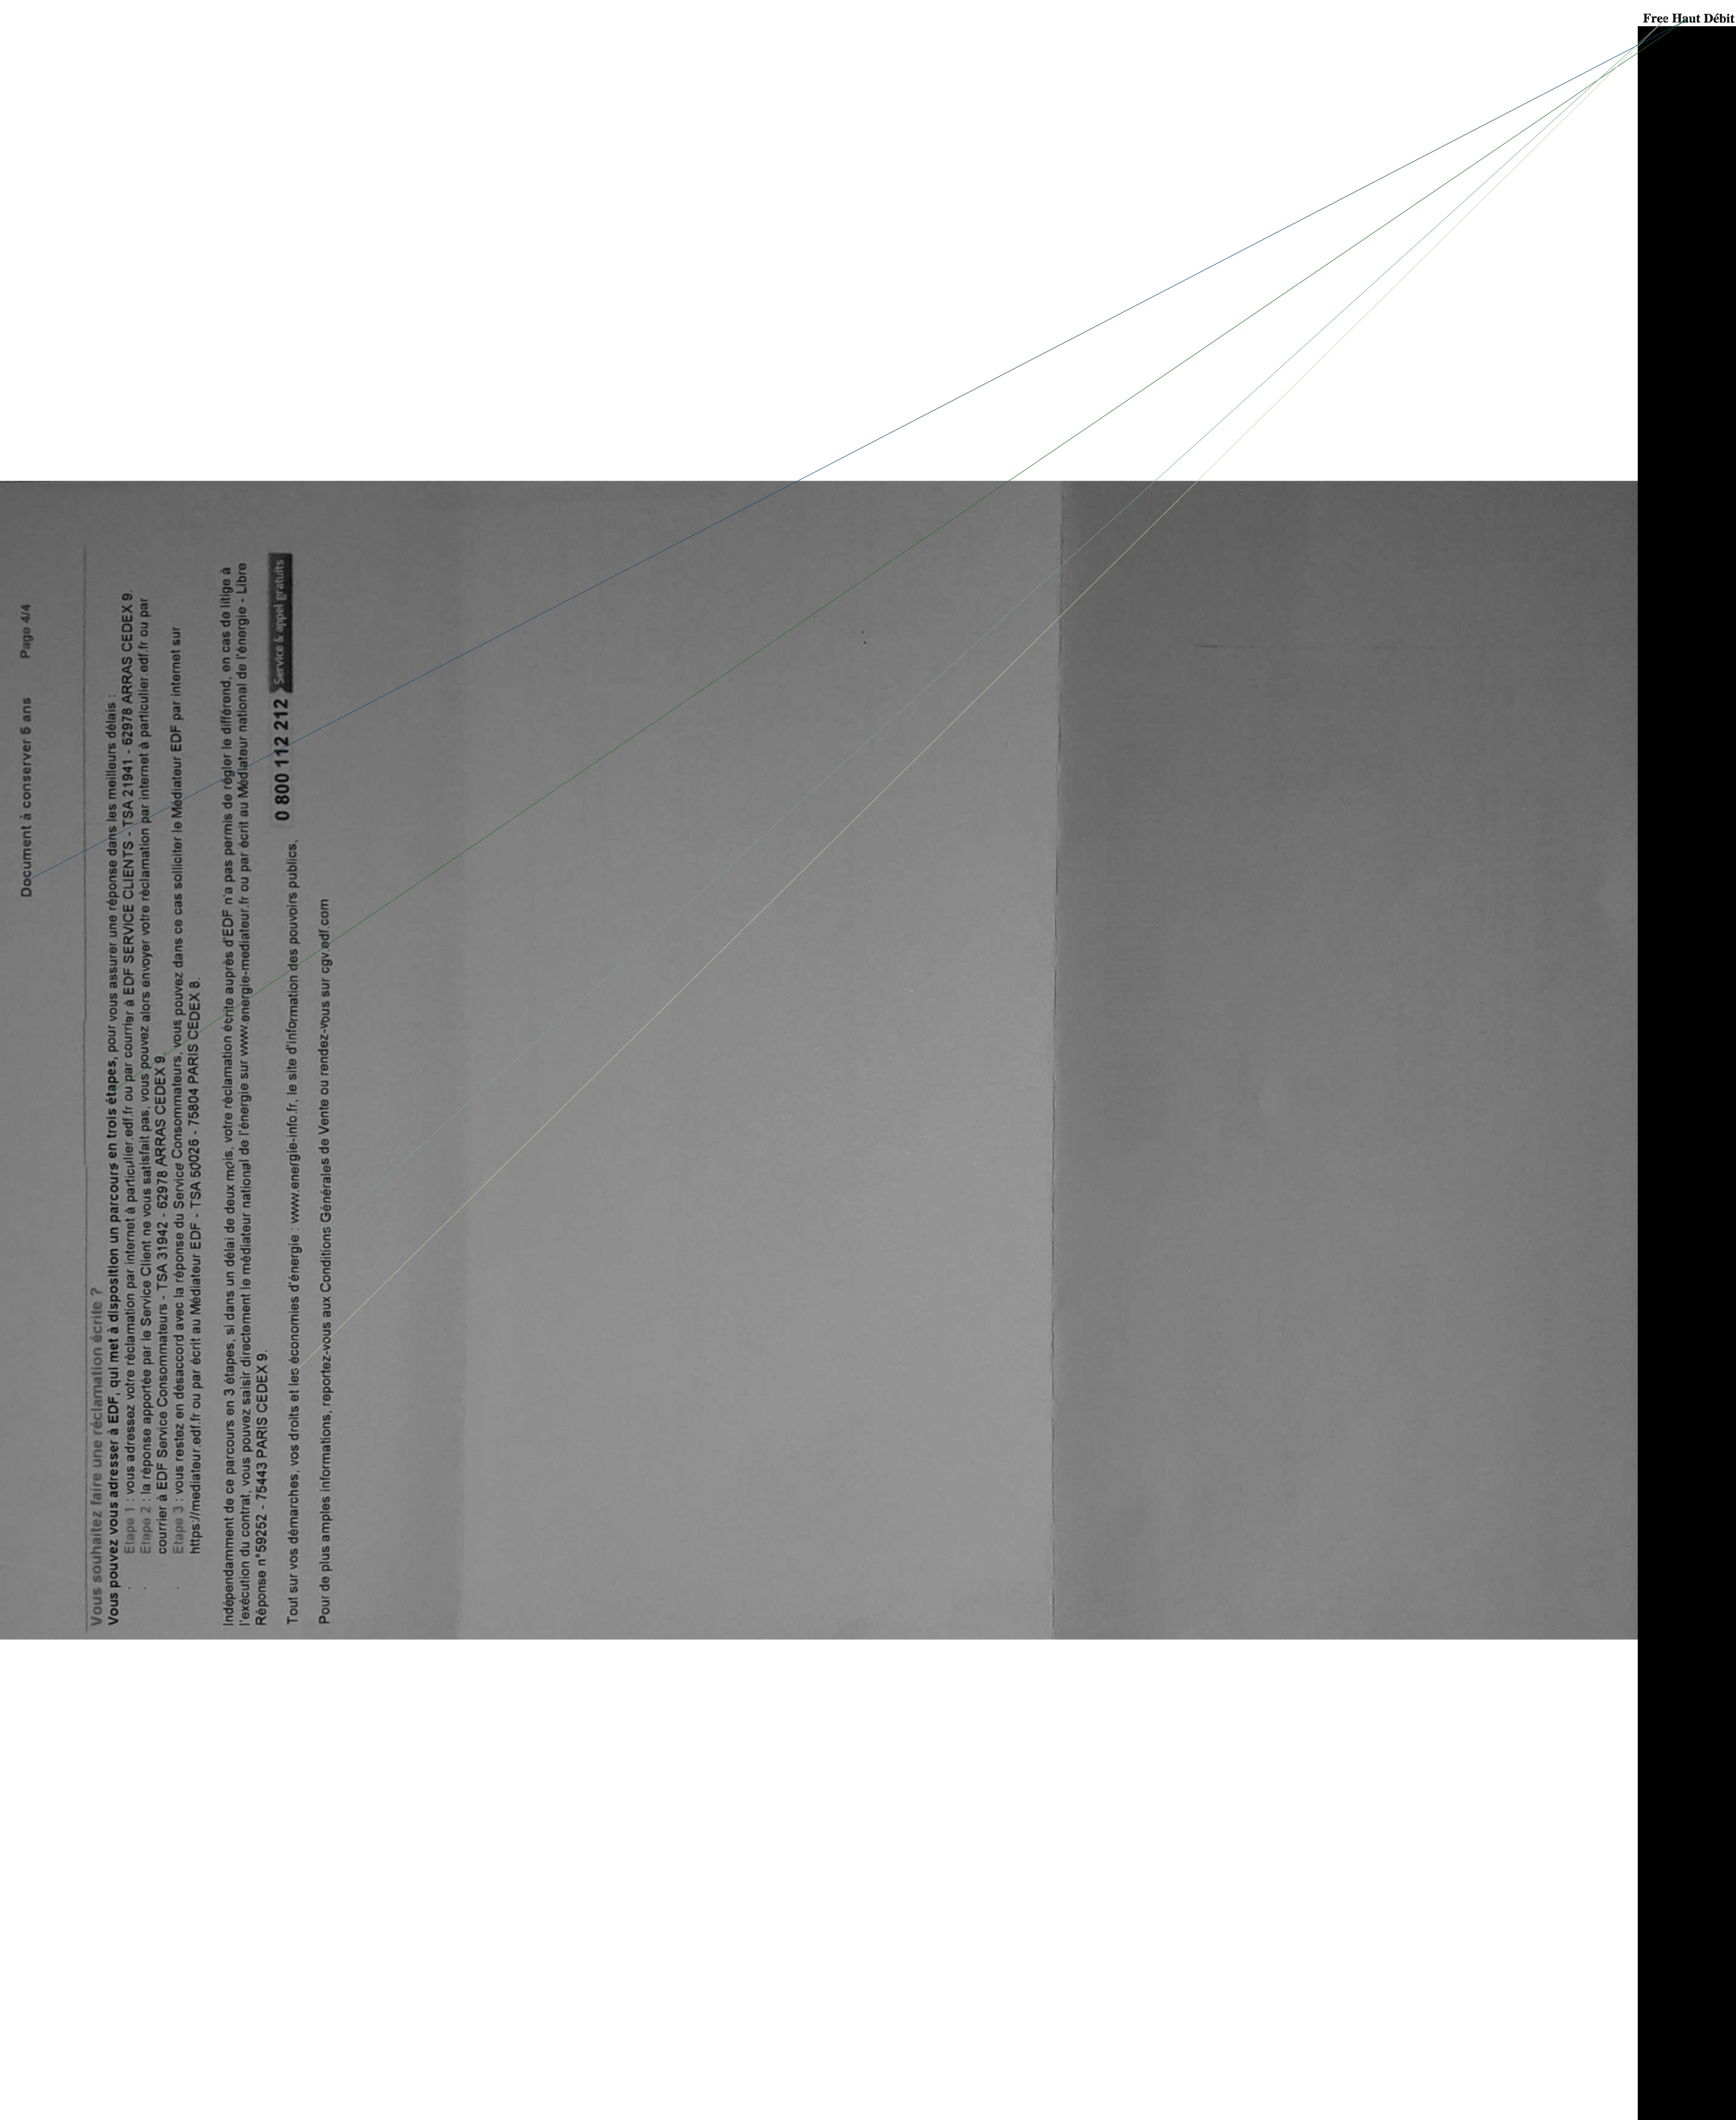 Free Haut Débit
Document à conserver 5 ans Page 4/4
Vous souhaitez faire une réclamation écrite ?
Vous pouvez vous adresser à EDF, qui met à disposition un parcours en trois étapes, pour vous assurer une réponse dans les meilleurs délais :
. Etape 1 : vous adressez votre réclamation par internet à particulier.edf.fr ou par courrier à EDF SERVICE CLIENTS - TSA 21941 - 62978 ARRAS CEDEX 9.
. Etape 2 : la réponse apportée par le Service Client ne vous satisfait pas, vous pouvez alors envoyer votre réclamation par internet à particulier.edf.fr ou par
courrier à EDF Service Consommateurs - TSA 31942 - 62978 ARRAS CEDEX 9.
. Etape 3 : vous restez en désaccord avec la réponse du Service Consommateurs, vous pouvez dans ce cas solliciter le Médiateur EDF par internet sur
https://mediateur.edf.fr ou par écrit au Médiateur EDF - TSA 50026 - 75804 PARIS CEDEX 8.
Indépendamment de ce parcours en 3 étapes, si dans un délai de deux mois, votre réclamation écrite auprès d'EDF n'a pas permis de régler le différend, en cas de litige à
l'exécution du contrat, vous pouvez saisir directement le médiateur national de l'énergie sur www.energie-mediateur.fr ou par écrit au Médiateur national de l'énergie - Libre
Réponse n°59252 - 75443 PARIS CEDEX 9.
Tout sur vos démarches, vos droits et les économies d'énergie : www.energie-info.fr, le site d'information des pouvoirs publics, 0 800 112 212 Service & appel gratuits
Pour de plus amples informations, reportez-vous aux Conditions Générales de Vente ou rendez-vous sur cgv.edf.com